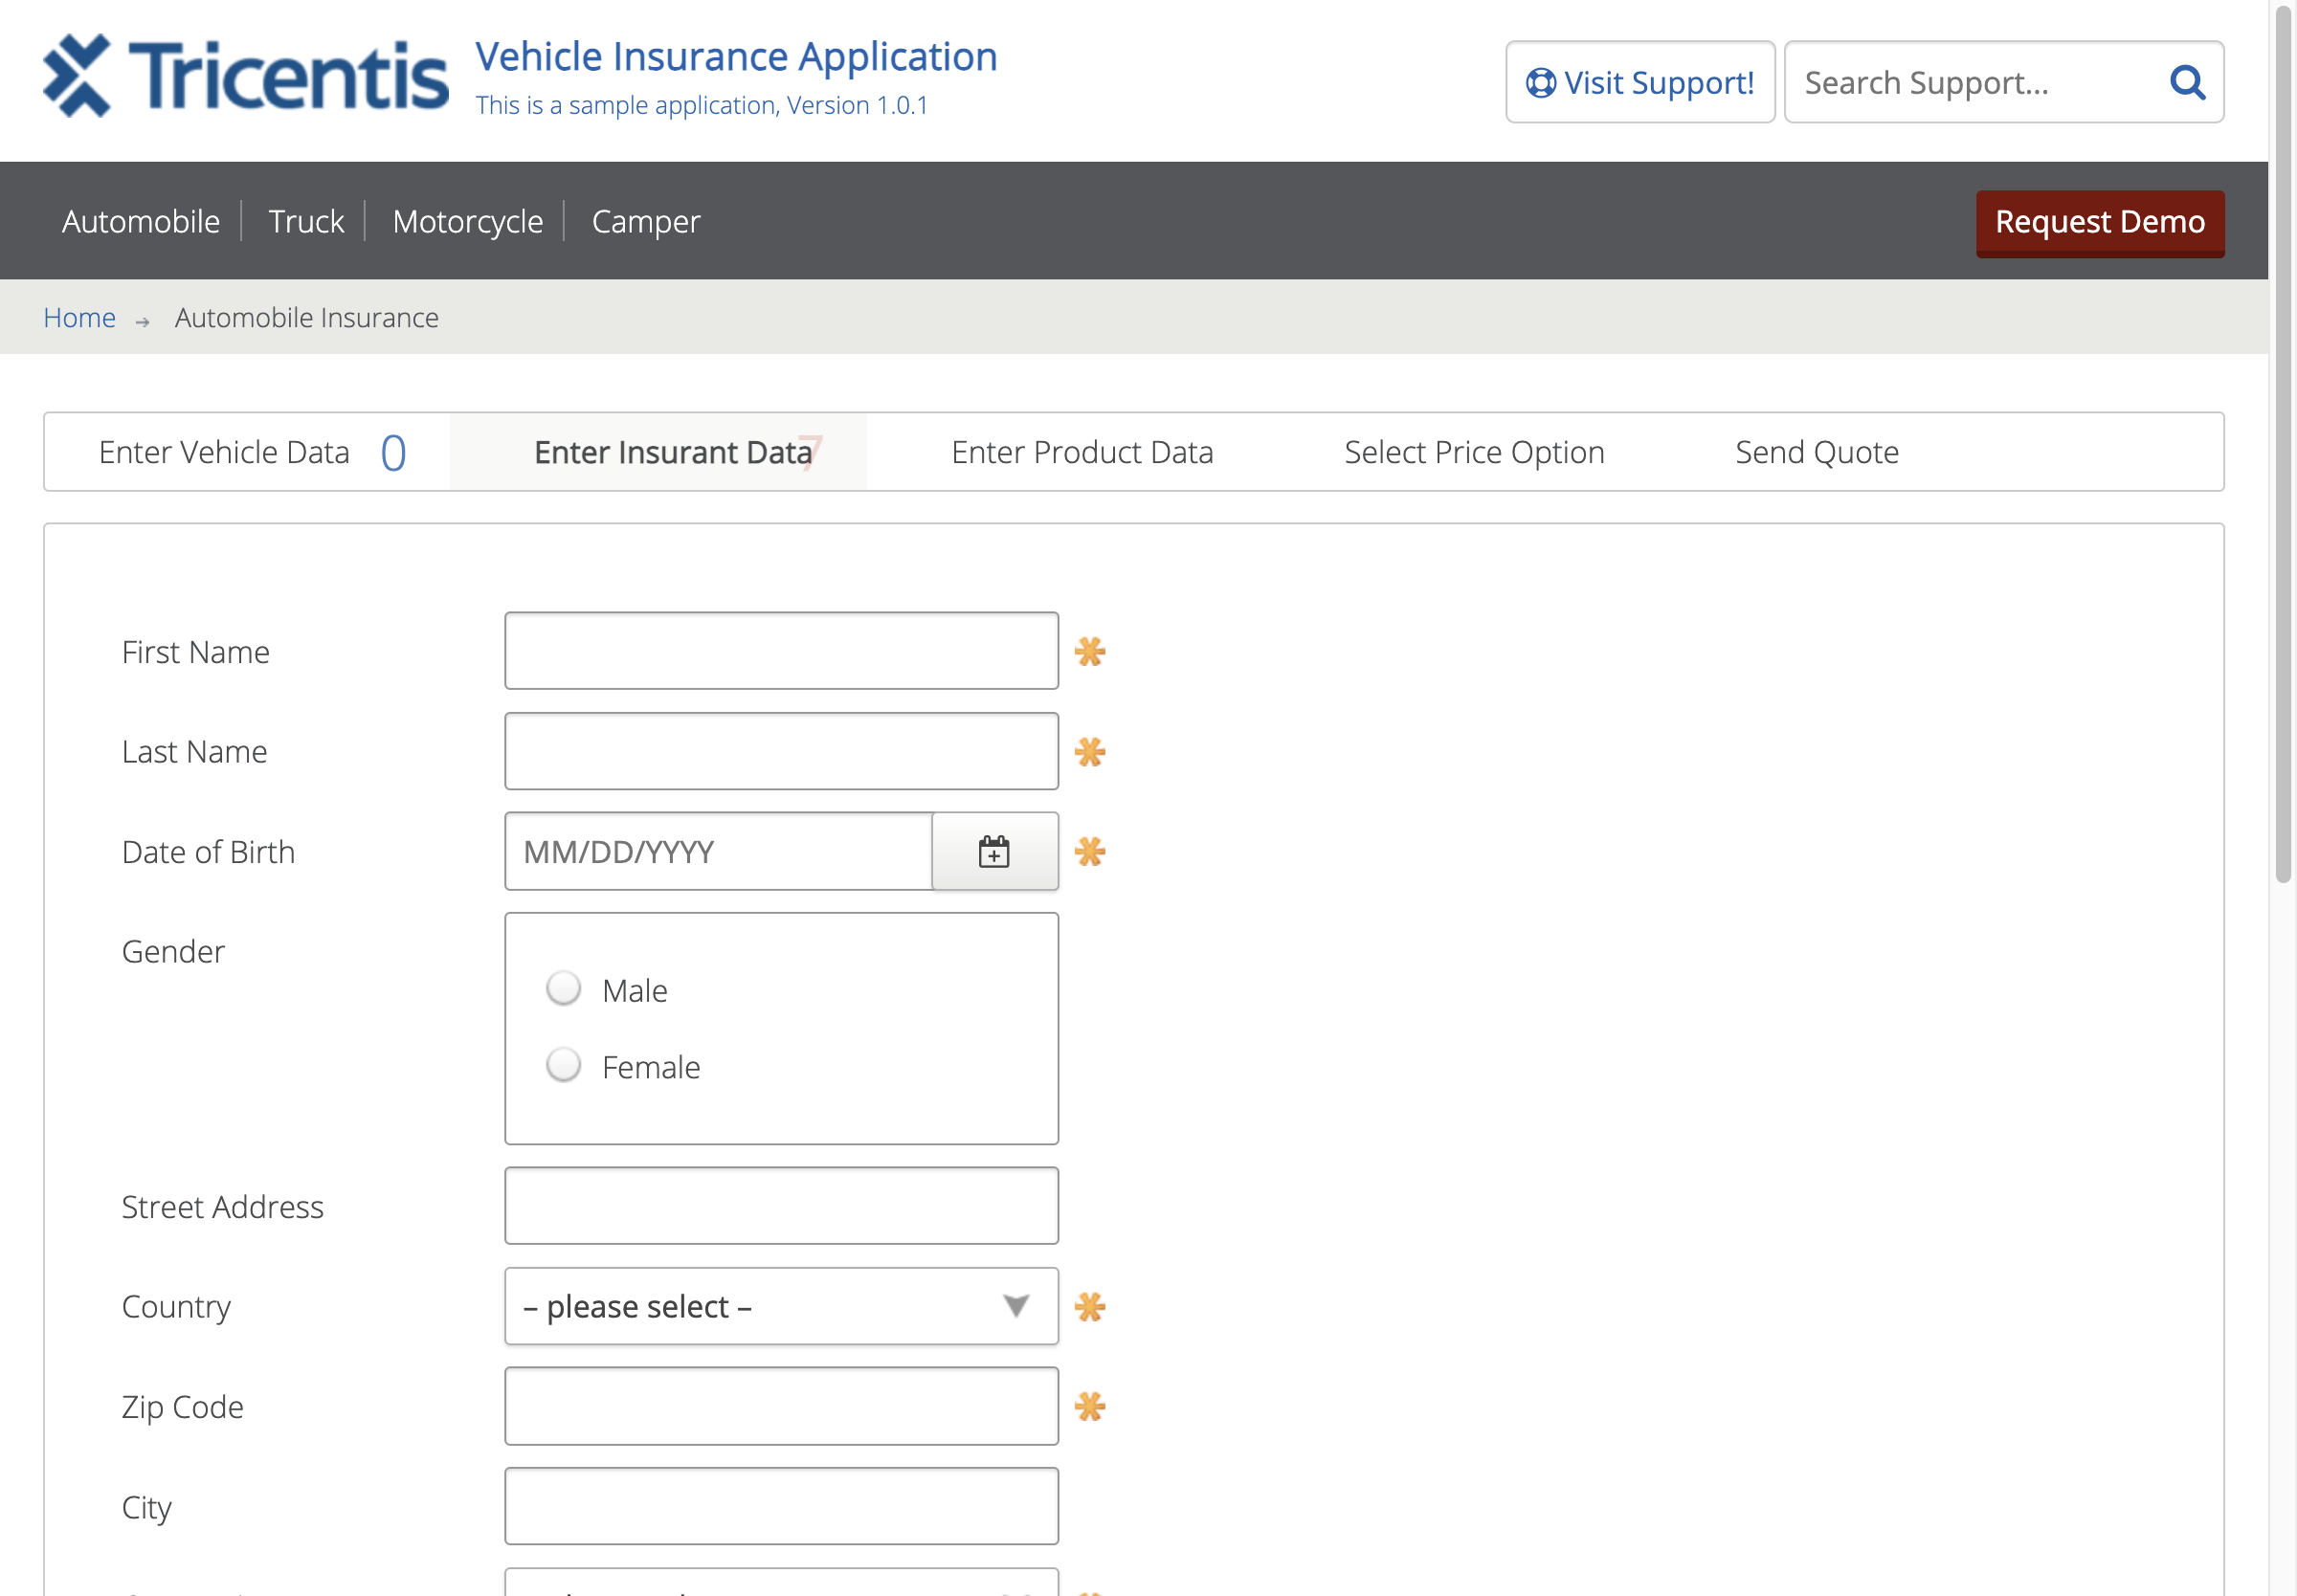 Tricentis
Vehicle Insurance Application
This is a sample application, Version 1.0.1
Visit Support!
Search Support...
Automobile
Truck
Motorcycle
Camper
Request Demo
Home
Automobile Insurance
Enter Vehicle Data 0
Enter Insurant Data 7
Enter Product Data
Select Price Option
Send Quote
First Name
Last Name
Date of Birth
MM/DD/YYYY
Gender
Male
Female
Street Address
Country
– please select –
Zip Code
City